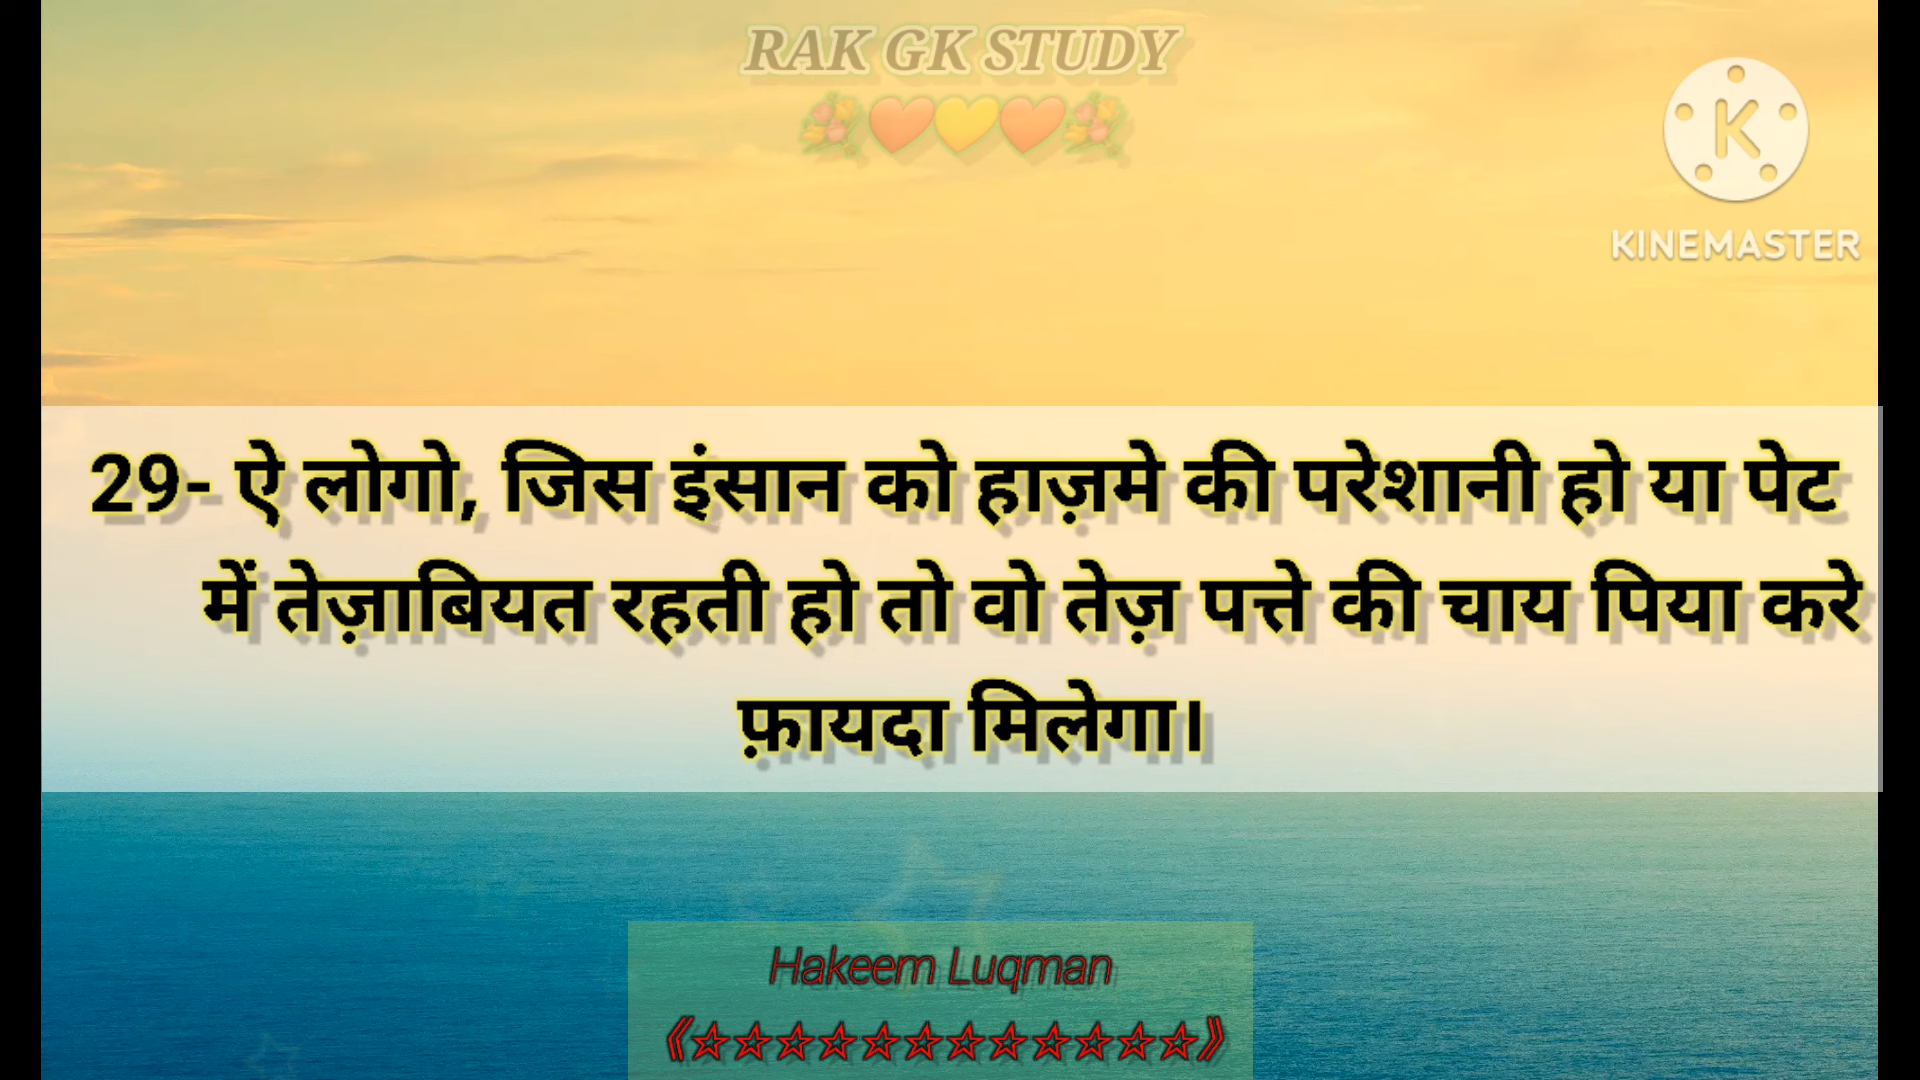 RAK GK STUDY
💐🧡💛🧡💐
K
KINEMASTER
29- ऐ लोगो, जिस इंसान को हाज़मे की परेशानी हो या पेट
में तेज़ाबियत रहती हो तो वो तेज़ पत्ते की चाय पिया करे
फ़ायदा मिलेगा।
Hakeem Luqman
《☆☆☆☆☆☆☆☆☆☆☆☆》